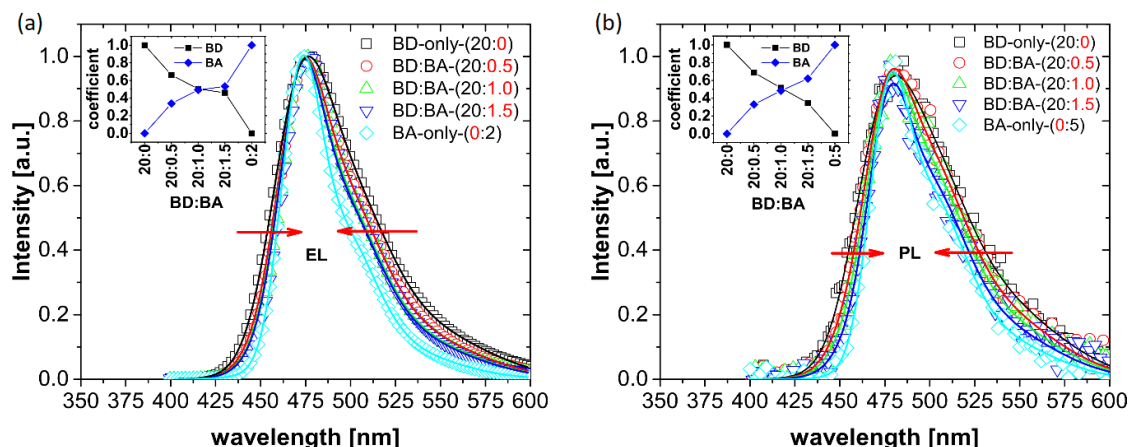 (a)
1.0
0.8
0.6
0.4
0.2
0.0
Intensity [a.u.]
350 375 400 425 450 475 500 525 550 575 600
wavelength [nm]
1.0
0.8
0.6
0.4
0.2
0.0
coefficient
BD
BA
20:0
20:0.5
20:1.0
20:1.5
0:2
BD:BA
BD-only-(20:0)
BD:BA-(20:0.5)
BD:BA-(20:1.0)
BD:BA-(20:1.5)
BA-only-(0:2)
EL
(b)
1.0
0.8
0.6
0.4
0.2
0.0
Intensity [a.u.]
350 375 400 425 450 475 500 525 550 575 600
wavelength [nm]
1.0
0.8
0.6
0.4
0.2
0.0
coefficient
BD
BA
20:0
20:0.5
20:1.0
20:1.5
0:5
BD:BA
BD-only-(20:0)
BD:BA-(20:0.5)
BD:BA-(20:1.0)
BD:BA-(20:1.5)
BA-only-(0:5)
PL